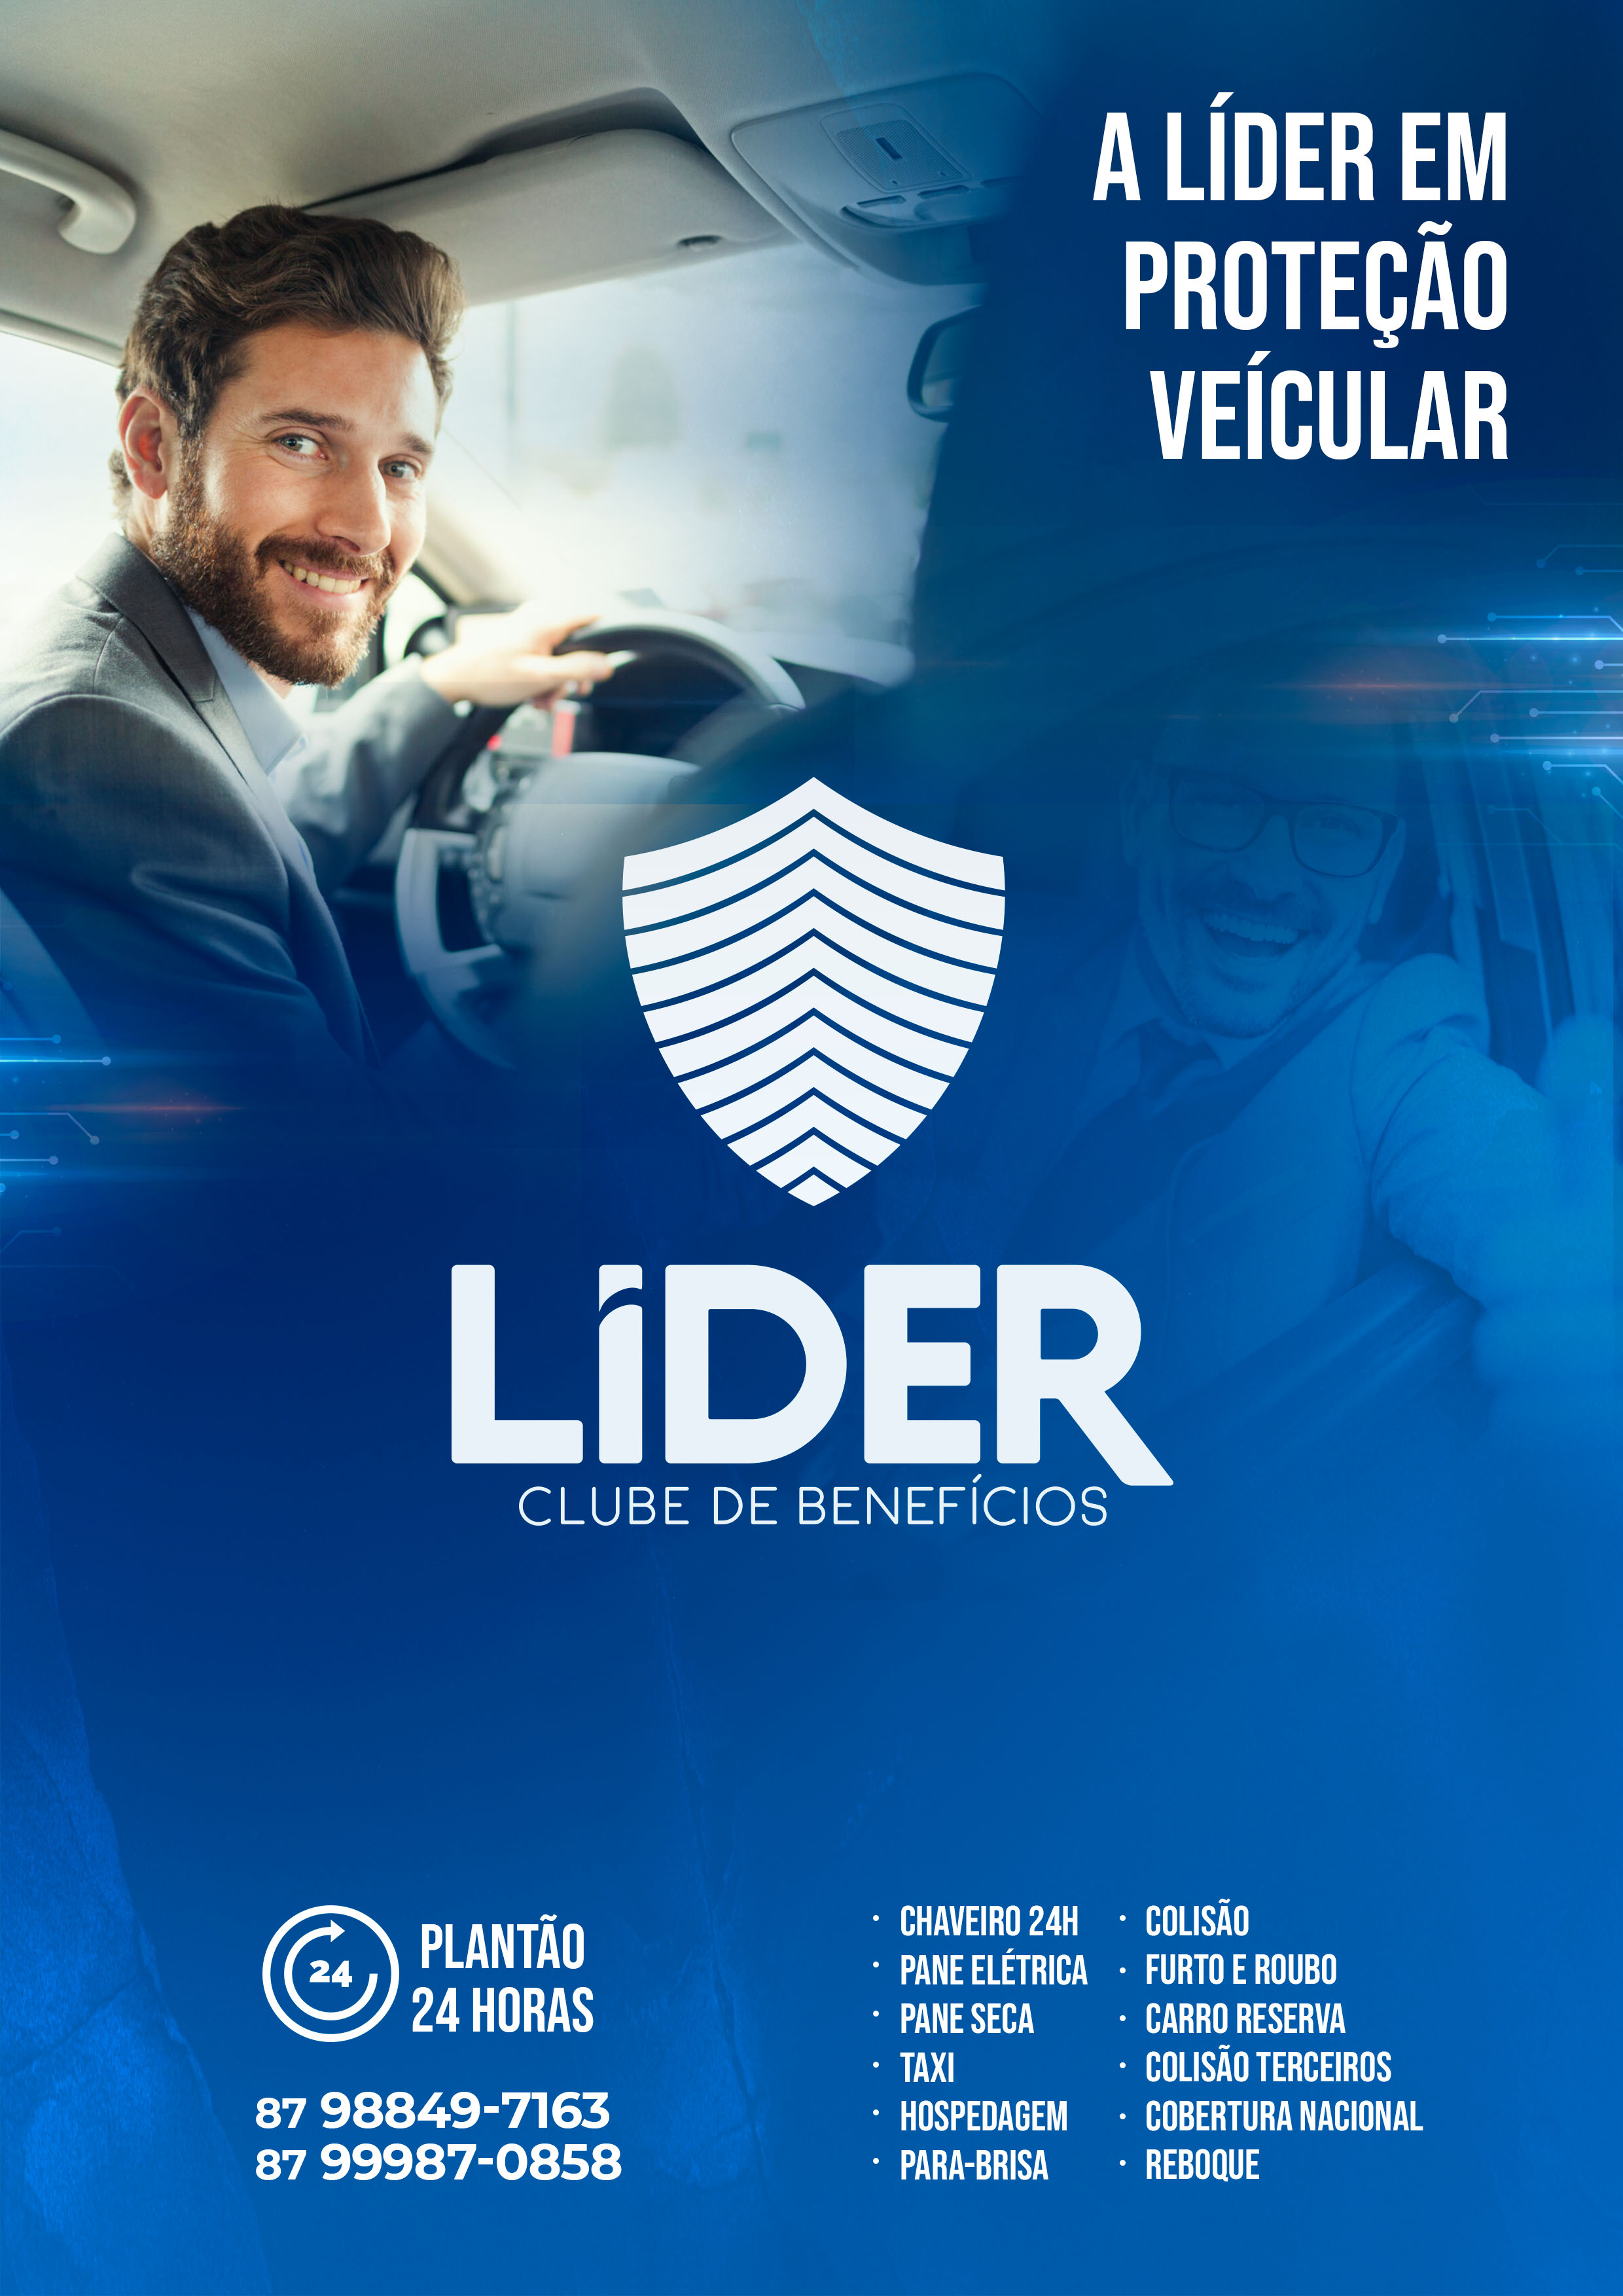 A LÍDER EM
PROTEÇÃO
VEÍCULAR
LÍDER
CLUBE DE BENEFÍCIOS
24
PLANTÃO
24 HORAS
87 98849-7163
87 99987-0858
CHAVEIRO 24H
PANE ELÉTRICA
PANE SECA
TAXI
HOSPEDAGEM
PARA-BRISA
COLISÃO
FURTO E ROUBO
CARRO RESERVA
COLISÃO TERCEIROS
COBERTURA NACIONAL
REBOQUE